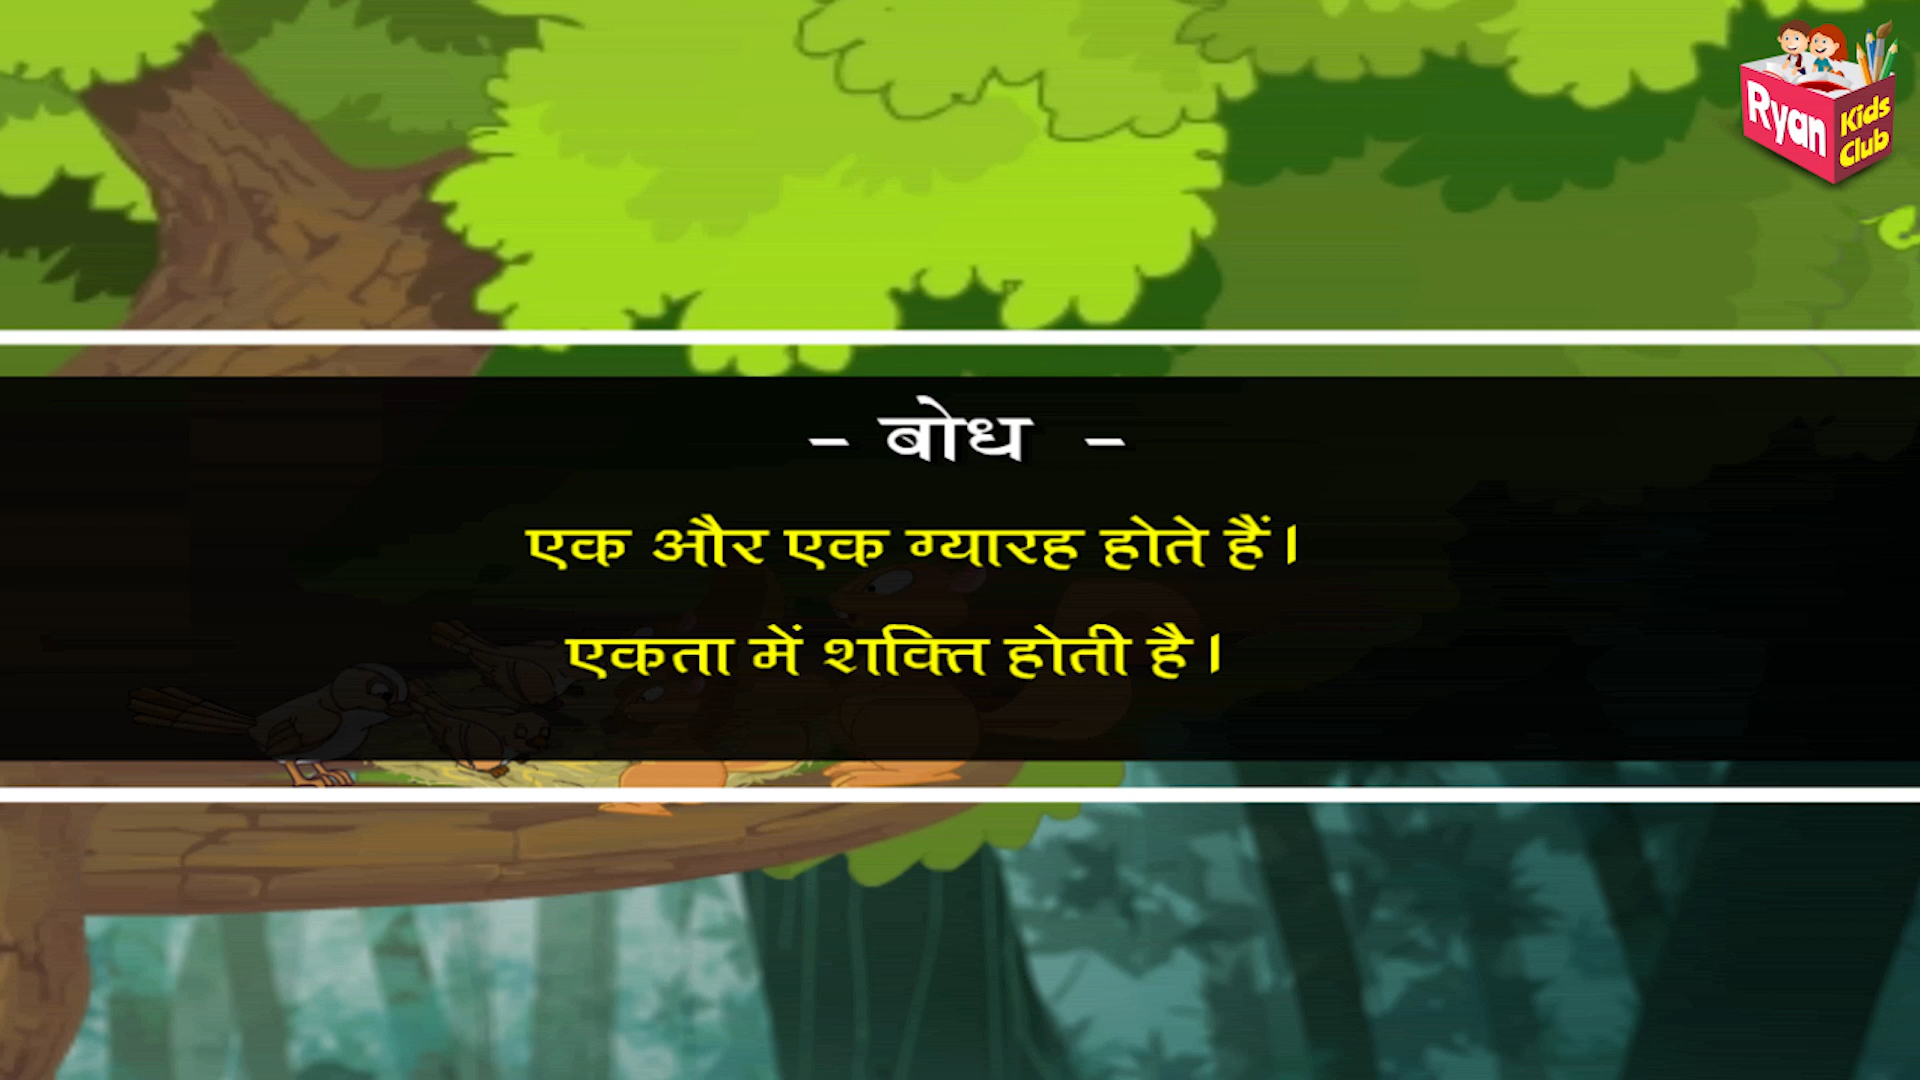 Ryan
Kids
Club
– बोध –
एक और एक ग्यारह होते हैं।
एकता में शक्ति होती है।